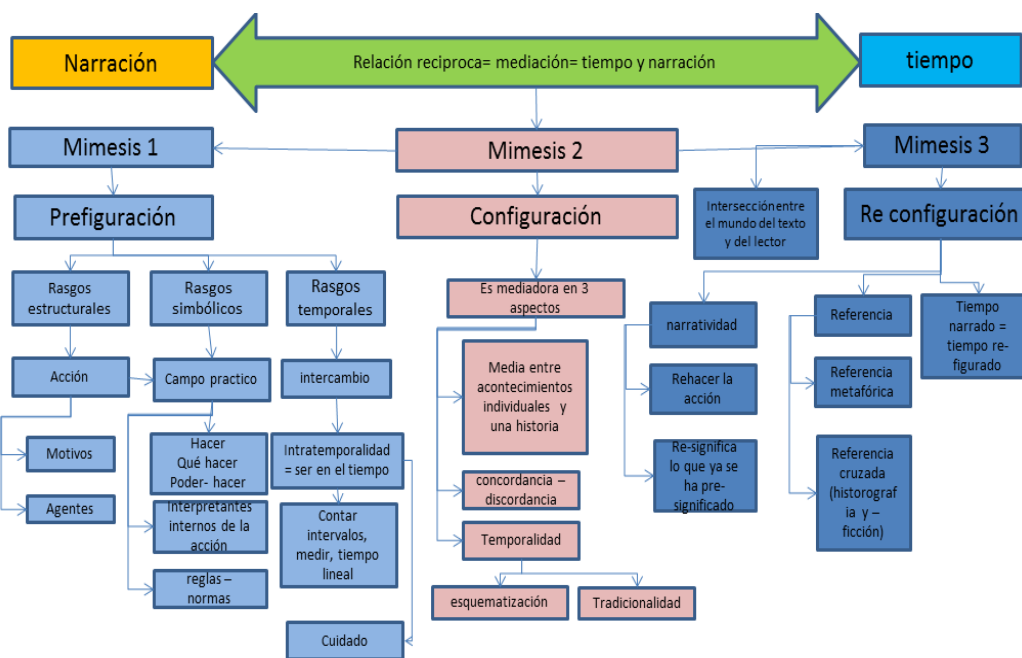 Narración
Relación reciproca= mediación= tiempo y narración
tiempo
Mimesis 1
Mimesis 2
Mimesis 3
Prefiguración
Configuración
Intersección entre
el mundo del texto
y del lector
Re configuración
Rasgos
estructurales
Rasgos
simbólicos
Rasgos
temporales
Es mediadora en 3
aspectos
narratividad
Referencia
Tiempo
narrado =
tiempo re-
figurado
Acción
Campo practico
intercambio
Media entre
acontecimientos
individuales y
una historia
Rehacer la
acción
Referencia
metafórica
Motivos
Agentes
Hacer
Qué hacer
Poder- hacer
Interpretantes
internos de la
acción
reglas –
normas
Intratemporalidad
= ser en el tiempo
Contar
intervalos,
medir, tiempo
lineal
Cuidado
concordancia –
discordancia
Temporalidad
esquematización
Tradicionalidad
Re-significa
lo que ya se
ha pre-
significado
Referencia
cruzada
(historograf
ia y –
ficción)